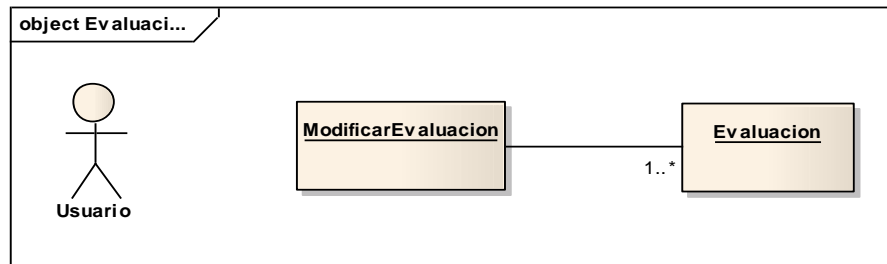 object Evaluaci...
ModificarEvaluacion
Evaluacion
1..*
Usuario